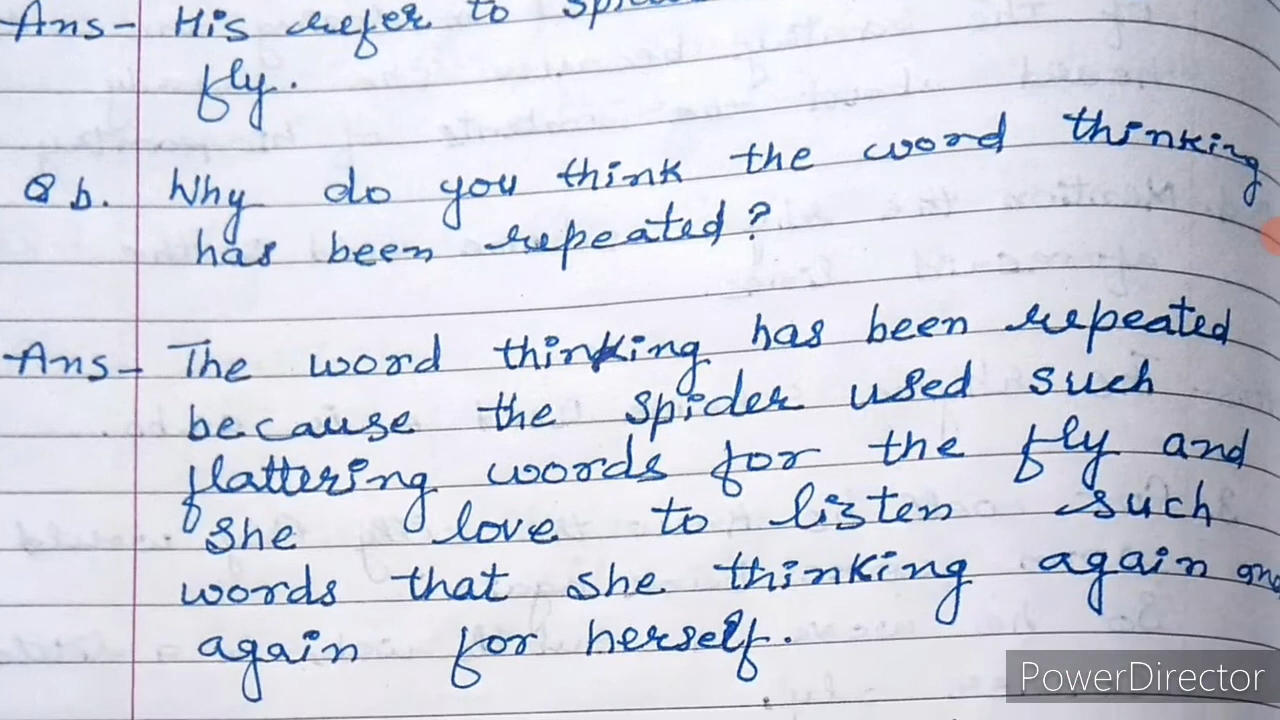 Ans- His refer to
fly.
Q b. Why do you think the word thinking
has been repeated?
Ans- The word thinking has been repeated
because the spider used such
flattering words for the fly and
she love to listen such
words that she thinking again and
again for herself.
PowerDirector